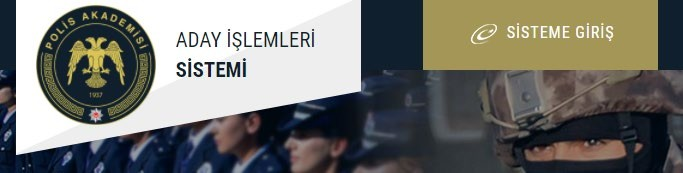 POLİS AKADEMİSİ
1937
ADAY İŞLEMLERİ
SİSTEMİ
SİSTEME GİRİŞ